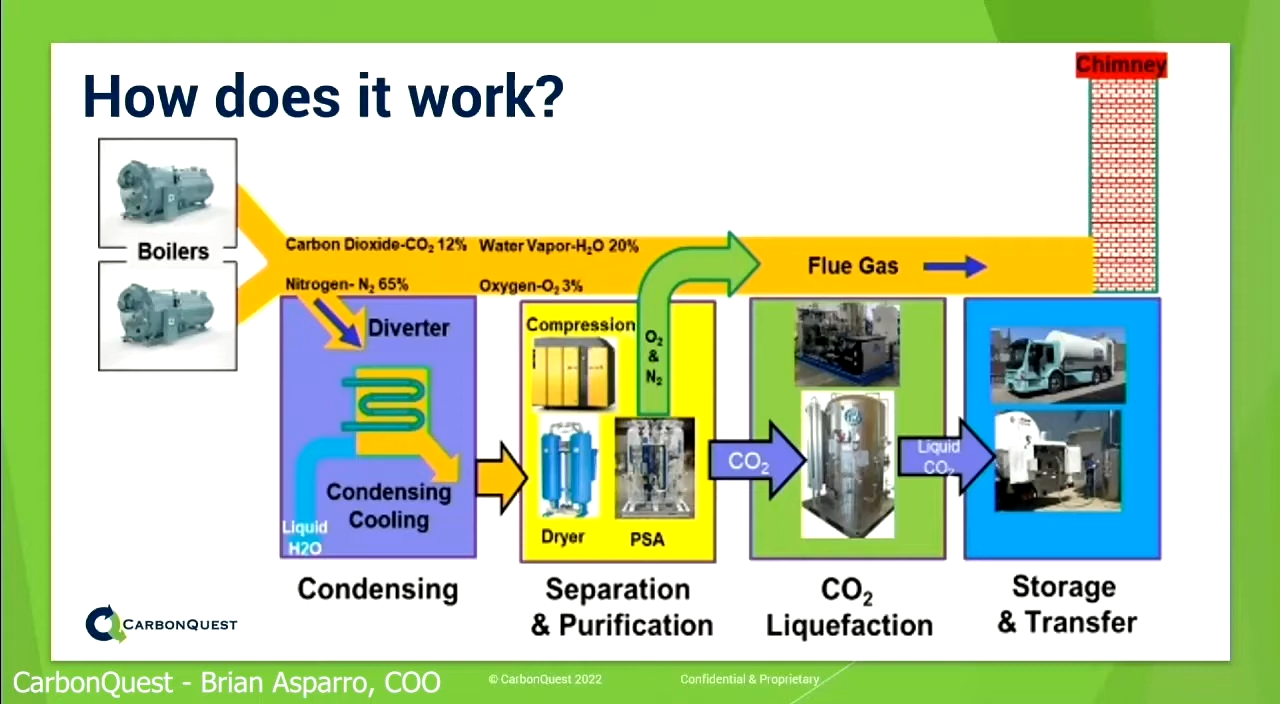 Chimney
How does it work?
Boilers
Carbon Dioxide-CO₂ 12% Water Vapor-H₂O 20%
Nitrogen- N₂ 65% Oxygen-O₂ 3%
Flue Gas
Diverter
Condensing
Cooling
Liquid
H2O
Compression
O₂
&
N₂
Dryer
PSA
CO₂
Liquid
CO₂
Condensing
Separation
& Purification
CO₂
Liquefaction
Storage
& Transfer
CARBONQUEST
CarbonQuest - Brian Asparro, COO
© CarbonQuest 2022
Confidential & Proprietary